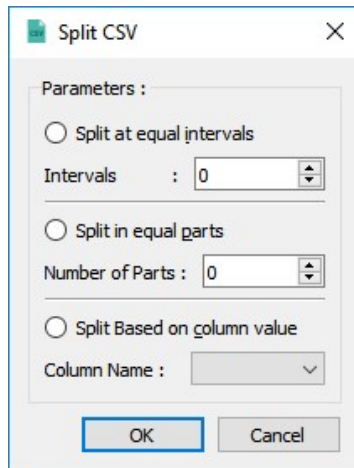 CSV Split CSV
Parameters :
Split at equal intervals
Intervals : 0
Split in equal parts
Number of Parts : 0
Split Based on column value
Column Name :
OK Cancel